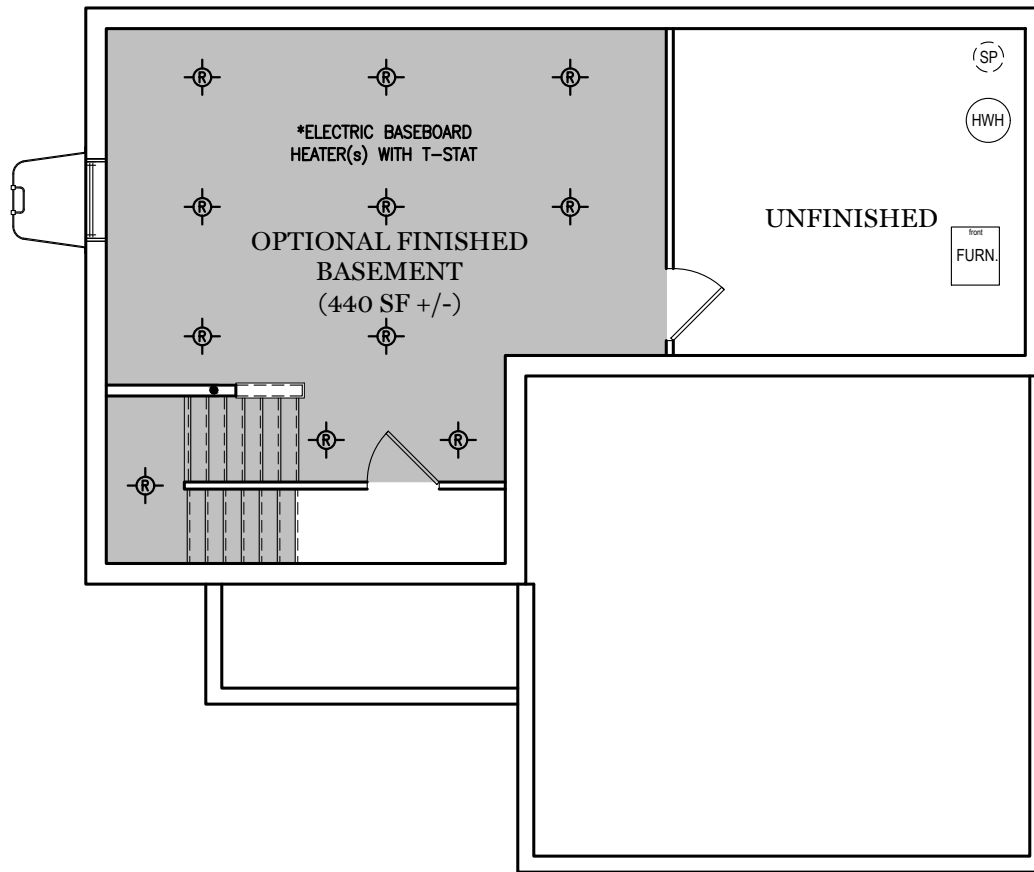 R R R
SP
*ELECTRIC BASEBOARD
HEATER(s) WITH T-STAT
HWH
R R R
UNFINISHED
OPTIONAL FINISHED
BASEMENT
(440 SF +/-)
front
FURN.
R R
R R
R